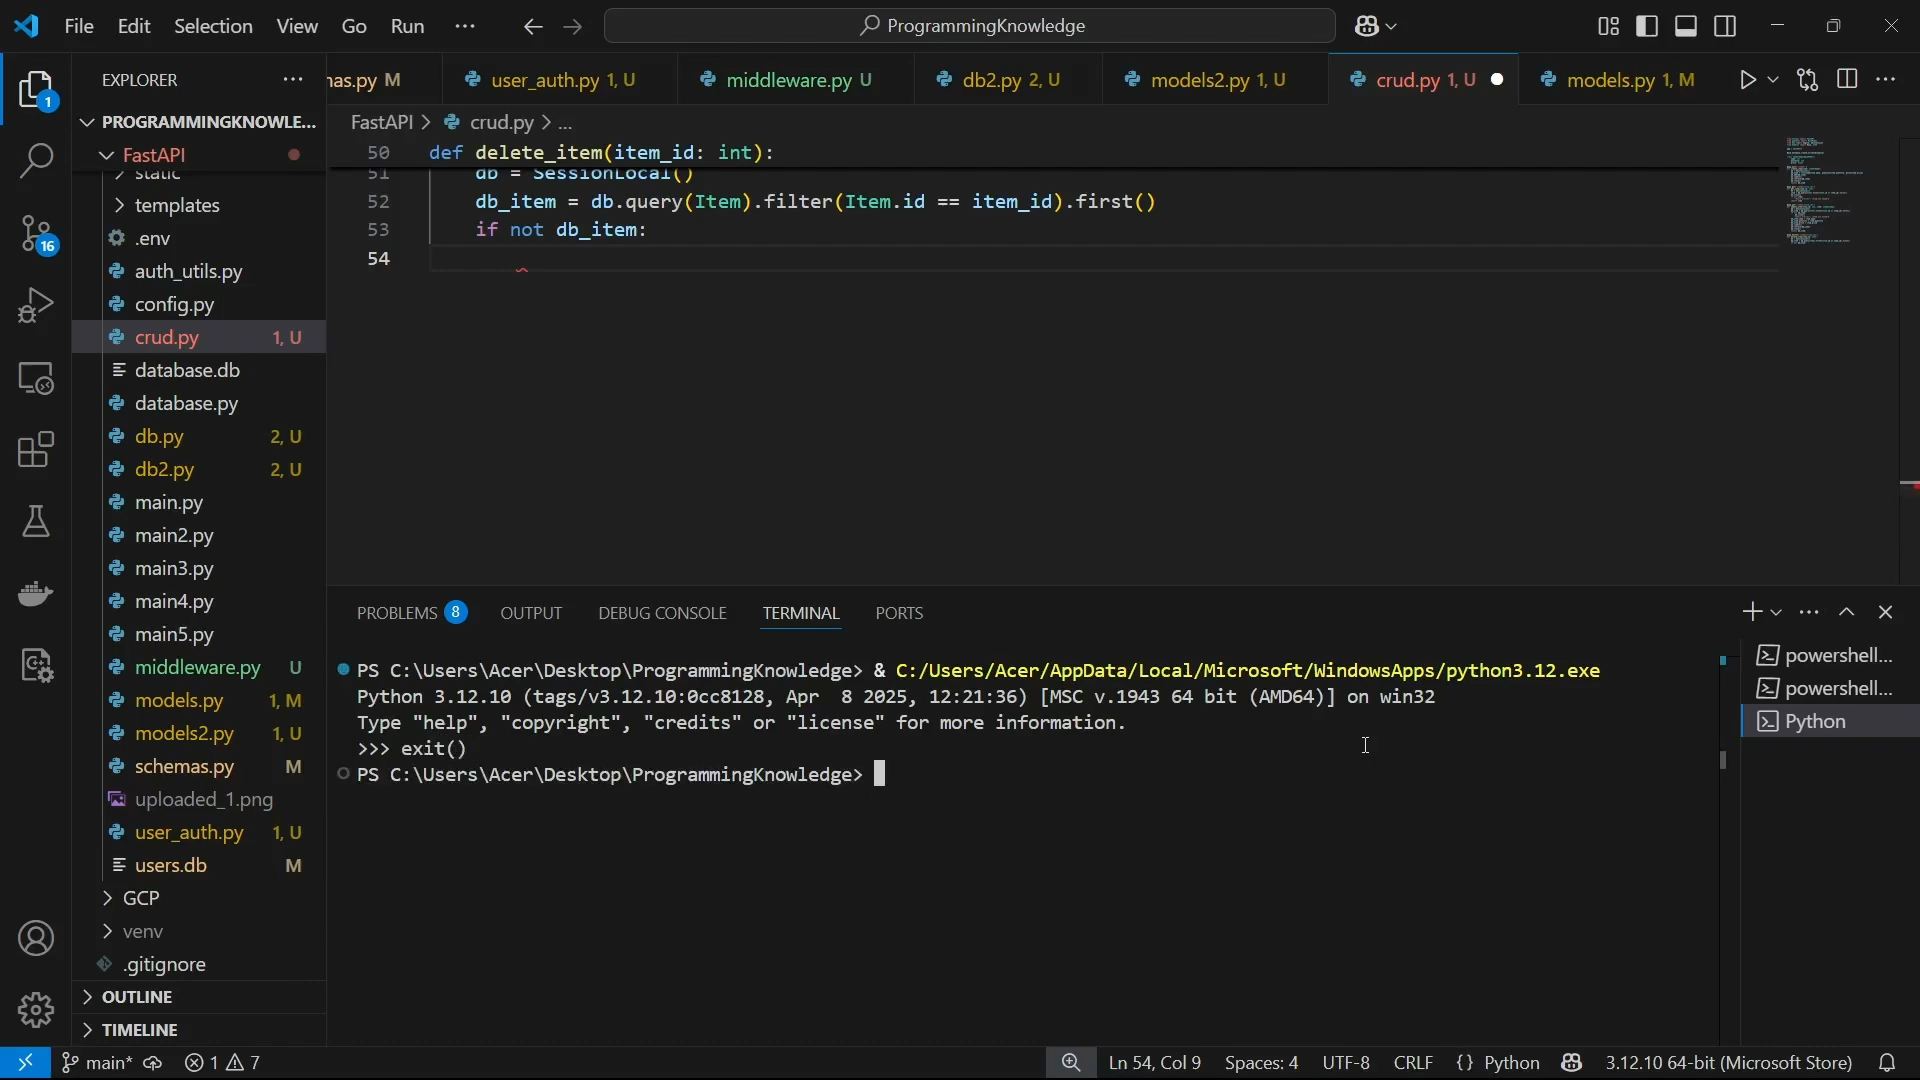 File Edit Selection View Go Run ···
ProgrammingKnowledge
EXPLORER
PROGRAMMINGKNOWLE...
FastAPI
static
templates
.env
auth_utils.py
config.py
crud.py 1, U
database.db
database.py
db.py 2, U
db2.py 2, U
main.py
main2.py
main3.py
main4.py
main5.py
middleware.py U
models.py 1, M
models2.py 1, U
schemas.py M
uploaded_1.png
user_auth.py 1, U
users.db M
GCP
venv
.gitignore
OUTLINE
TIMELINE
1
16
nas.py M user_auth.py 1, U middleware.py U db2.py 2, U models2.py 1, U crud.py 1, U models.py 1, M
FastAPI > crud.py > ...
50 def delete_item(item_id: int):
51 db = SessionLocal()
52 db_item = db.query(Item).filter(Item.id == item_id).first()
53 if not db_item:
54
PROBLEMS 8 OUTPUT DEBUG CONSOLE TERMINAL PORTS
PS C:\Users\Acer\Desktop\ProgrammingKnowledge> & C:/Users/Acer/AppData/Local/Microsoft/WindowsApps/python3.12.exe
Python 3.12.10 (tags/v3.12.10:0cc8128, Apr 8 2025, 12:21:36) [MSC v.1943 64 bit (AMD64)] on win32
Type "help", "copyright", "credits" or "license" for more information.
>>> exit()
PS C:\Users\Acer\Desktop\ProgrammingKnowledge>
powershell...
powershell...
Python
main* 1 7 Ln 54, Col 9 Spaces: 4 UTF-8 CRLF {} Python 3.12.10 64-bit (Microsoft Store)